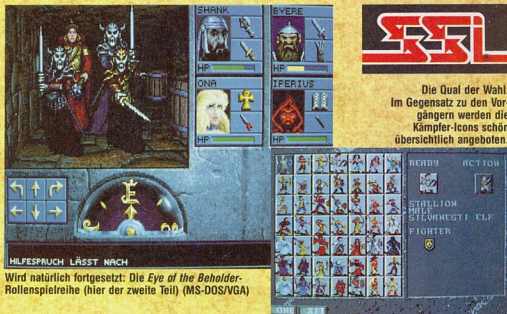 SHANK
BYERE
HP
HP
ONA
IPERIUS
HP
HP
E
HILFESPRUCH LÄSST NACH
Wird natürlich fortgesetzt: Die Eye of the Beholder-
Rollenspielreihe (hier der zweite Teil) (MS-DOS/VGA)
SSI
Die Qual der Wahl:
Im Gegensatz zu den Vor-
gängern werden die
Kämpfer-Icons schön
übersichtlich angeboten.
READY ACTION
STALLION
MALE
SILVANESTI ELF
FIGHTER
EXIT